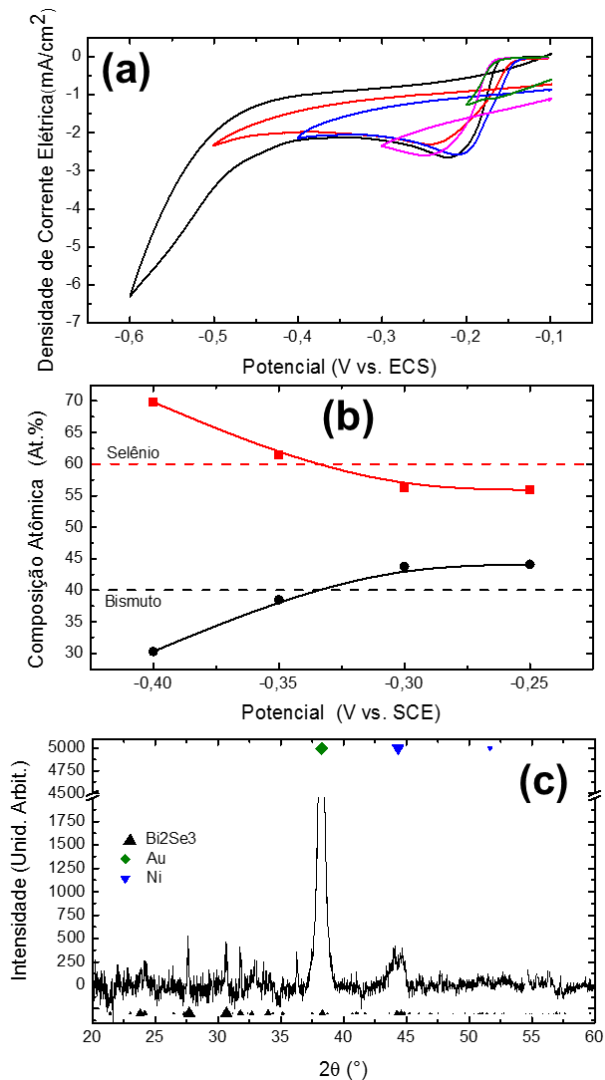 (a)
Densidade de Corrente Elétrica(mA/cm²)
0
-1
-2
-3
-4
-5
-6
-7
-0,6 -0,5 -0,4 -0,3 -0,2 -0,1
Potencial (V vs. ECS)
(b)
Composição Atômica (At.%)
70
65
60
55
50
45
40
35
30
Selênio
Bismuto
-0,40 -0,35 -0,30 -0,25
Potencial (V vs. SCE)
(c)
Intensidade (Unid. Arbit.)
5000
4750
4500
1750
1500
1250
1000
750
500
250
0
Bi2Se3
Au
Ni
20 25 30 35 40 45 50 55 60
2θ (°)